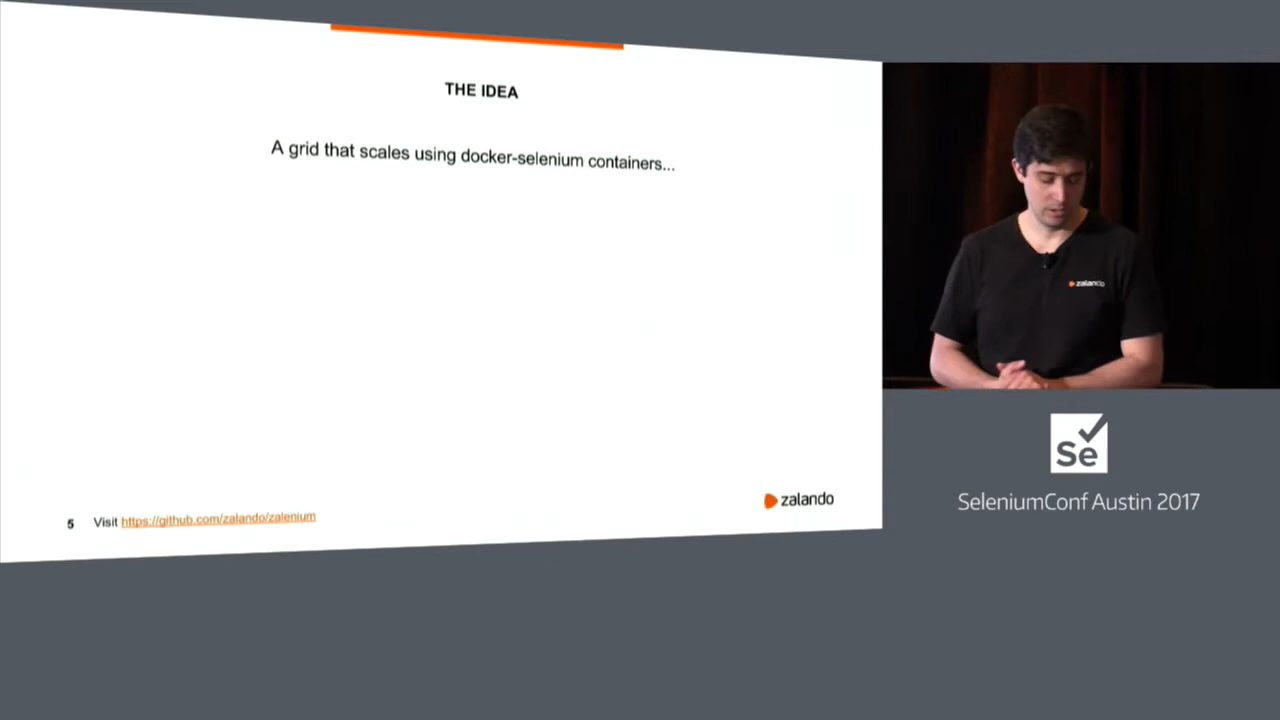 THE IDEA
A grid that scales using docker-selenium containers...
zalando
5 Visit https://github.com/zalando/zalenium
zalando
Se
SeleniumConf Austin 2017